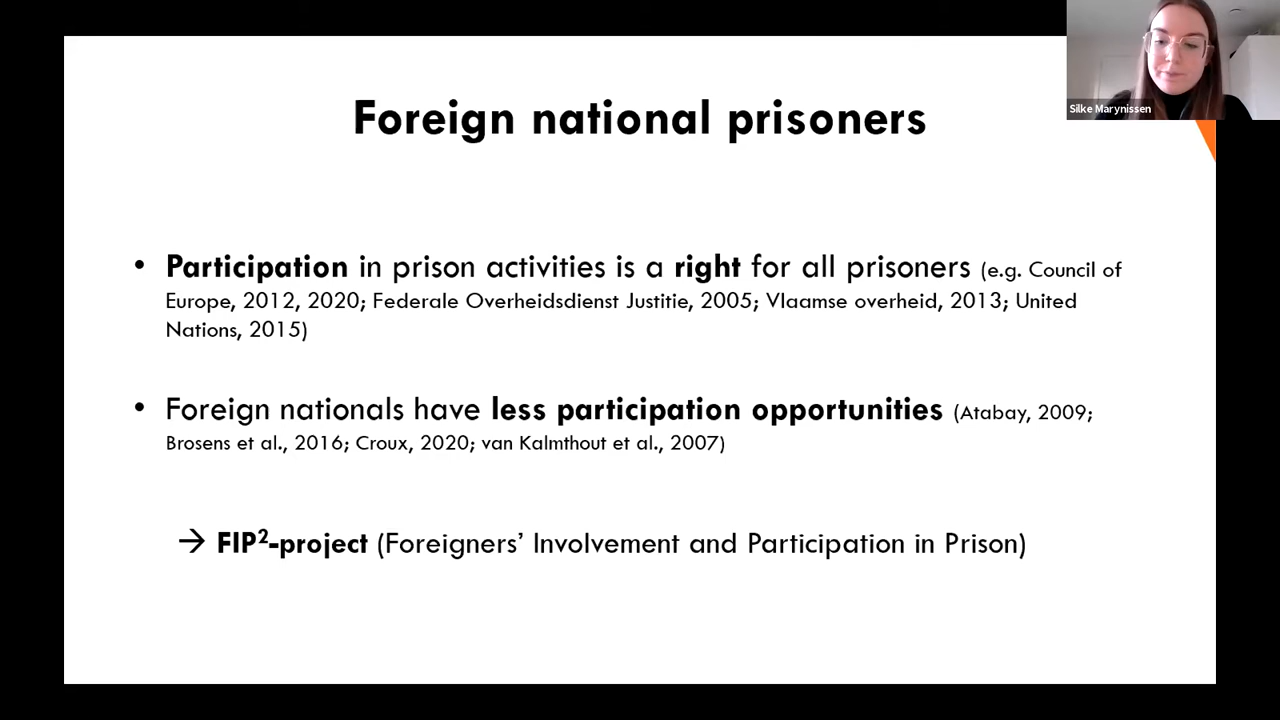 Silke Marynissen
Foreign national prisoners
• Participation in prison activities is a right for all prisoners (e.g. Council of
Europe, 2012, 2020; Federale Overheidsdienst Justitie, 2005; Vlaamse overheid, 2013; United
Nations, 2015)
• Foreign nationals have less participation opportunities (Atabay, 2009;
Brosens et al., 2016; Croux, 2020; van Kalmthout et al., 2007)
→ FIP²-project (Foreigners’ Involvement and Participation in Prison)